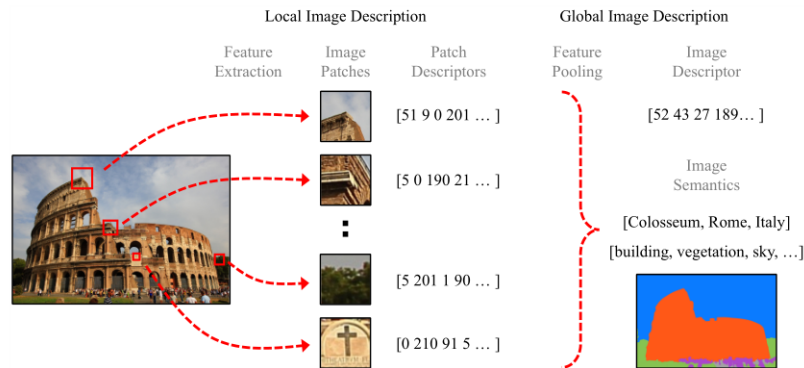 Local Image Description
Global Image Description
Feature
Extraction
Image
Patches
Patch
Descriptors
Feature
Pooling
Image
Descriptor
[51 9 0 201 … ]
[5 0 190 21 … ]
:
[5 201 1 90 … ]
[0 210 91 5 … ]
[52 43 27 189… ]
Image
Semantics
[Colosseum, Rome, Italy]
[building, vegetation, sky, …]